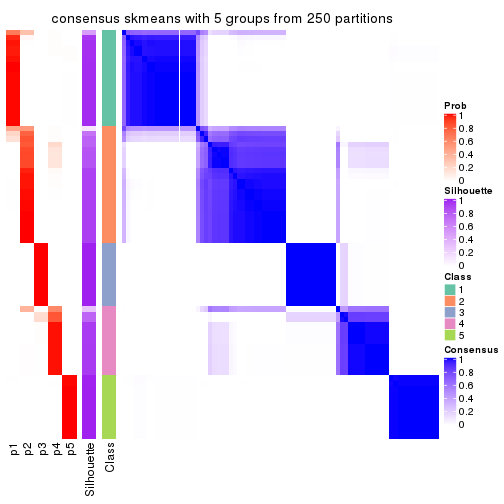 consensus skmeans with 5 groups from 250 partitions
Prob
1
0.8
0.6
0.4
0.2
0
Silhouette
1
0.8
0.6
0.4
0.2
0
Class
1
2
3
4
5
Consensus
1
0.8
0.6
0.4
0.2
0
p1
p2
p3
p4
p5
Silhouette
Class